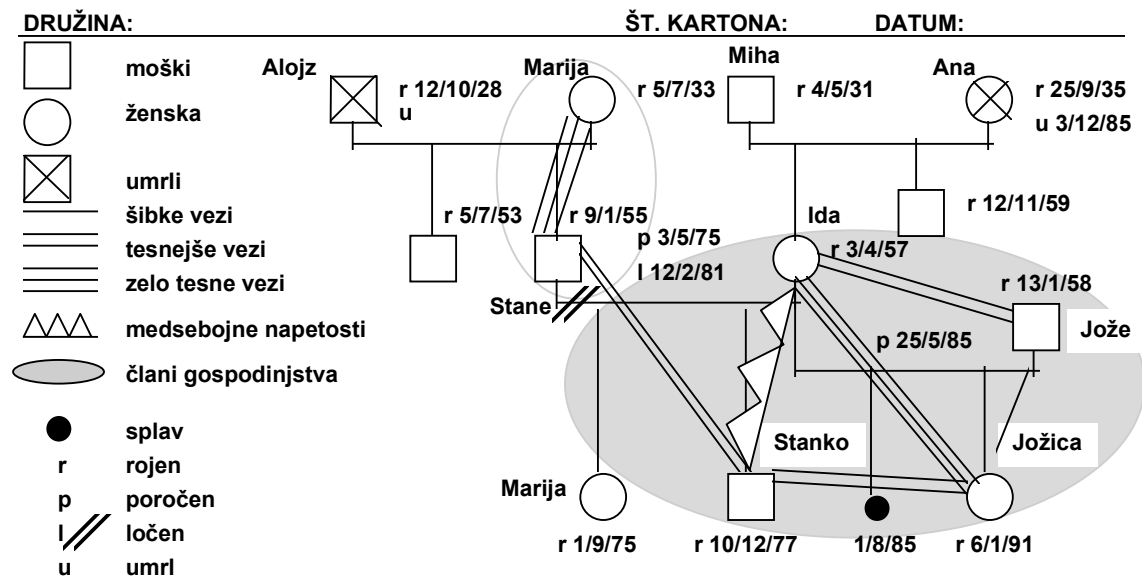 DRUŽINA: ŠT. KARTONA: DATUM:
moški
ženska
umrli
šibke vezi
tesnejše vezi
zelo tesne vezi
medsebojne napetosti
člani gospodinjstva
splav
r rojen
p poročen
l ločen
u umrl
Alojz
r 12/10/28
u
Marija
r 5/7/33
Miha
r 4/5/31
Ana
r 25/9/35
u 3/12/85
r 5/7/53
r 9/1/55
Stane
p 3/5/75
l 12/2/81
Ida
r 3/4/57
r 12/11/59
r 13/1/58
Jože
p 25/5/85
Stanko
Jožica
Marija
r 1/9/75
r 10/12/77
1/8/85
r 6/1/91